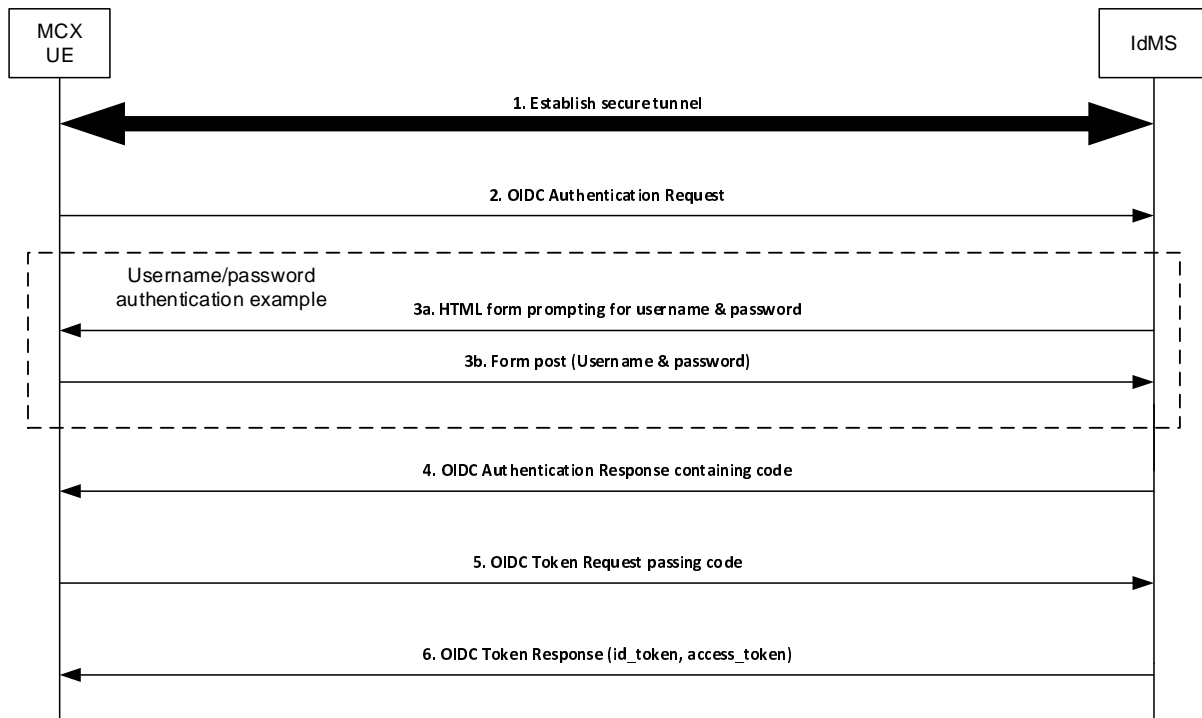 MCX
UE
IdMS
1. Establish secure tunnel
2. OIDC Authentication Request
Username/password
authentication example
3a. HTML form prompting for username & password
3b. Form post (Username & password)
4. OIDC Authentication Response containing code
5. OIDC Token Request passing code
6. OIDC Token Response (id_token, access_token)